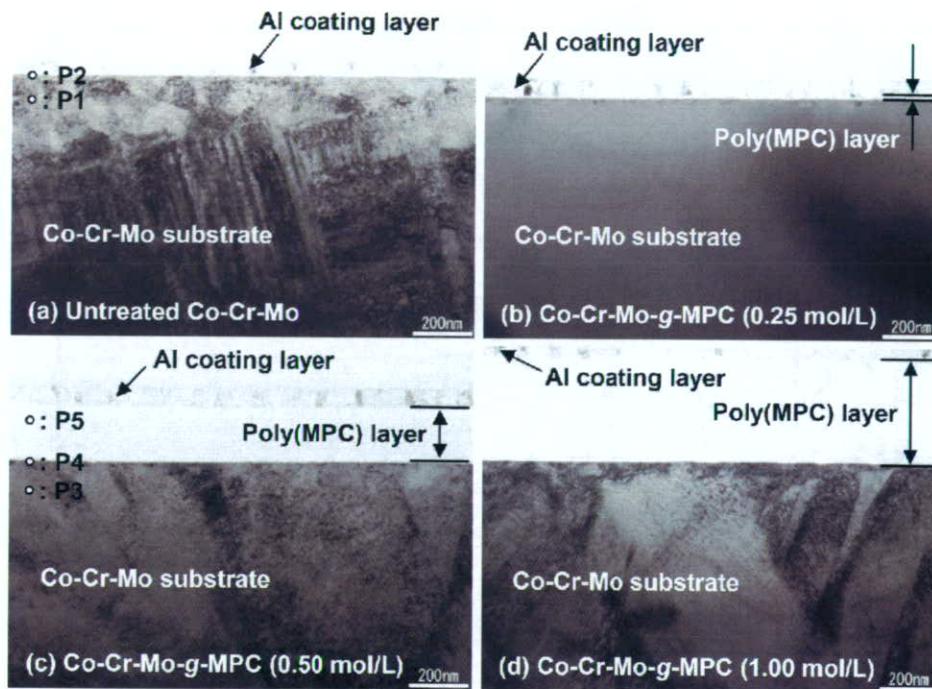 Al coating layer
: P2
: P1
Co-Cr-Mo substrate
(a) Untreated Co-Cr-Mo
200nm
Al coating layer
Poly(MPC) layer
Co-Cr-Mo substrate
(b) Co-Cr-Mo-g-MPC (0.25 mol/L)
200nm
Al coating layer
: P5
Poly(MPC) layer
: P4
: P3
Co-Cr-Mo substrate
(c) Co-Cr-Mo-g-MPC (0.50 mol/L)
200nm
Al coating layer
Poly(MPC) layer
Co-Cr-Mo substrate
(d) Co-Cr-Mo-g-MPC (1.00 mol/L)
200nm